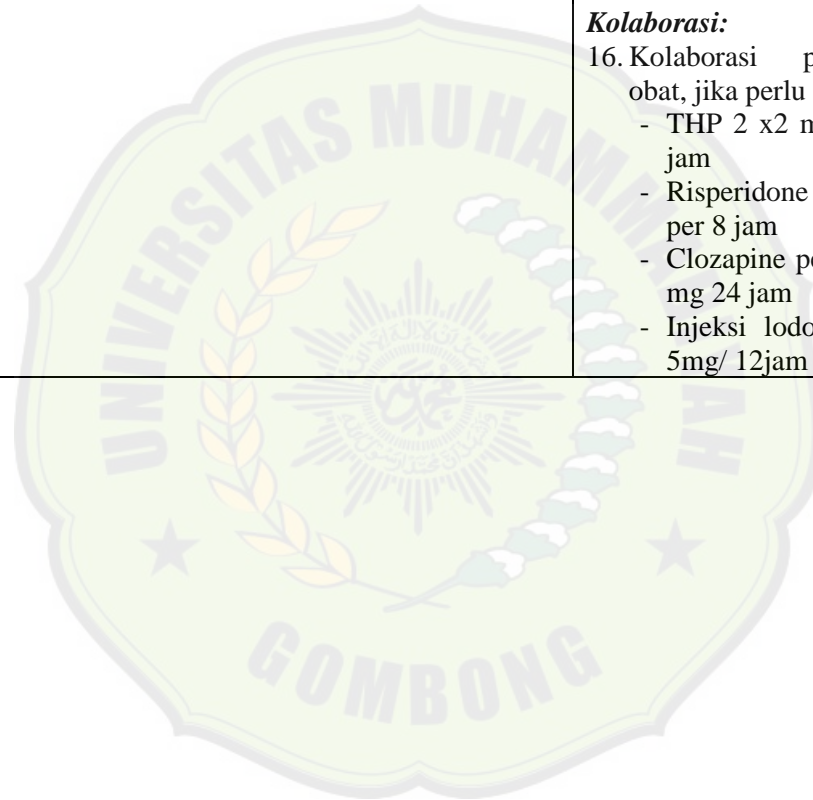 Kolaborasi:
16. Kolaborasi p
obat, jika perlu
- THP 2 x2 m
jam
- Risperidone
per 8 jam
- Clozapine pe
mg 24 jam
- Injeksi lodo
5mg/ 12jam
UNIVERSITAS MUHAMMADIYAH
GOMBONG